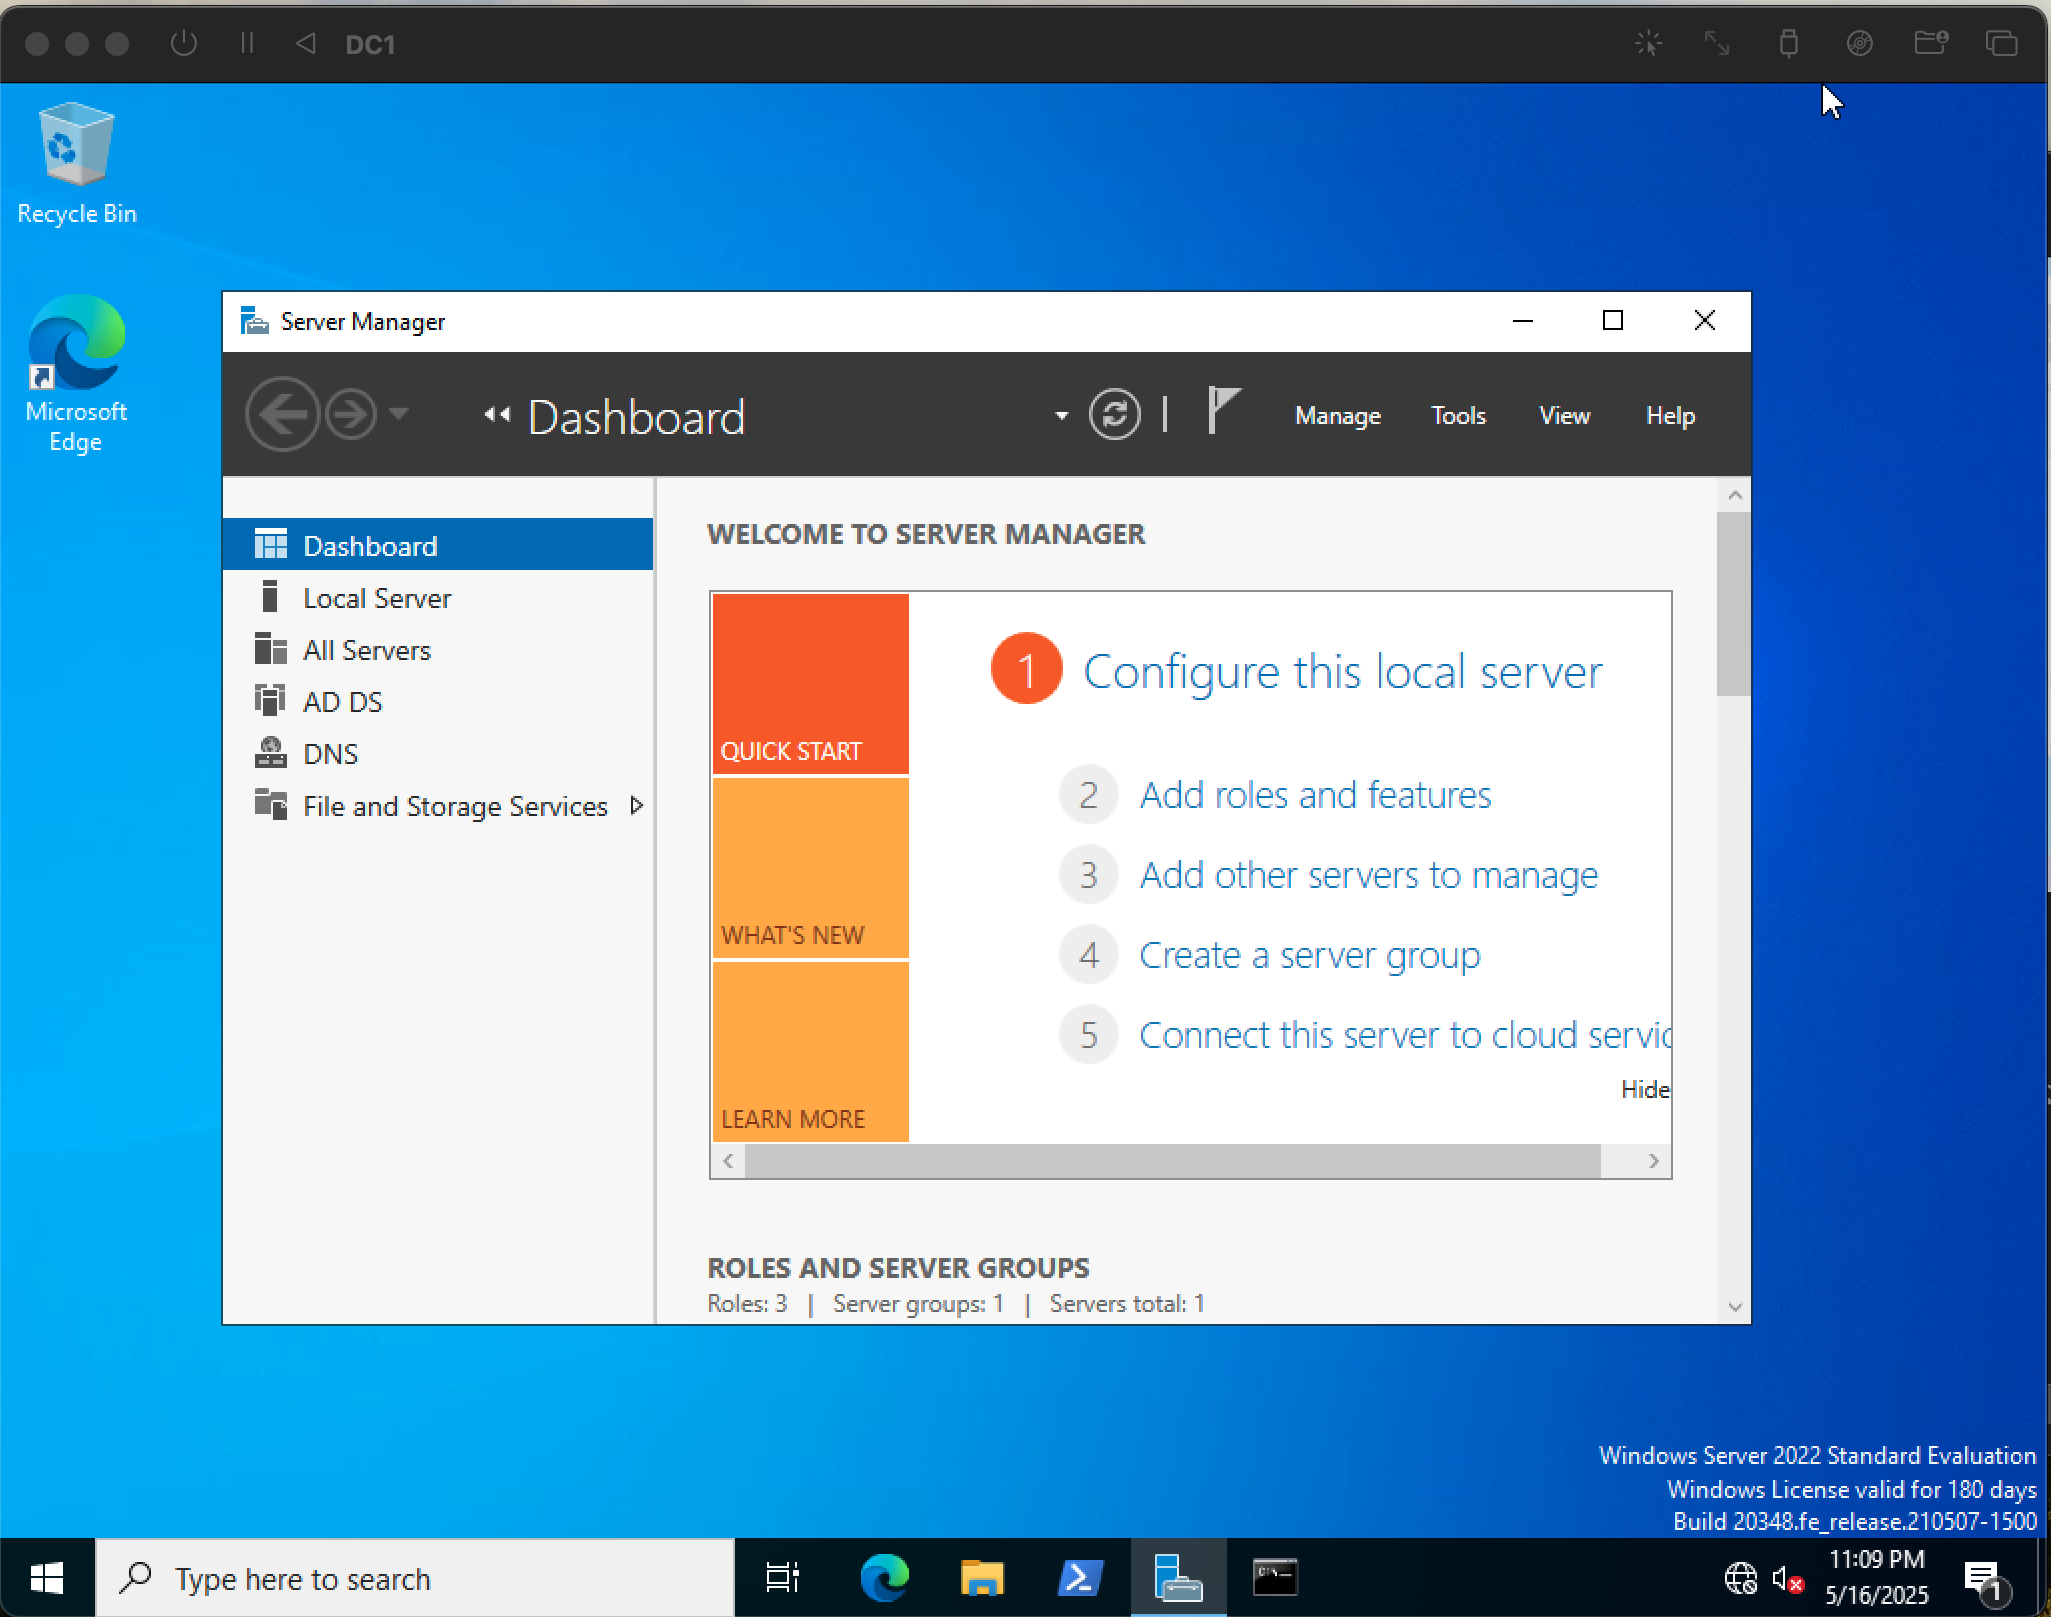 DC1
Recycle Bin
Microsoft
Edge
Server Manager
Dashboard
Manage
Tools
View
Help
Dashboard
Local Server
All Servers
AD DS
DNS
File and Storage Services
WELCOME TO SERVER MANAGER
QUICK START
WHAT'S NEW
LEARN MORE
1 Configure this local server
2 Add roles and features
3 Add other servers to manage
4 Create a server group
5 Connect this server to cloud servic
Hide
ROLES AND SERVER GROUPS
Roles: 3 | Server groups: 1 | Servers total: 1
Windows Server 2022 Standard Evaluation
Windows License valid for 180 days
Build 20348.fe_release.210507-1500
Type here to search
11:09 PM
5/16/2025
1